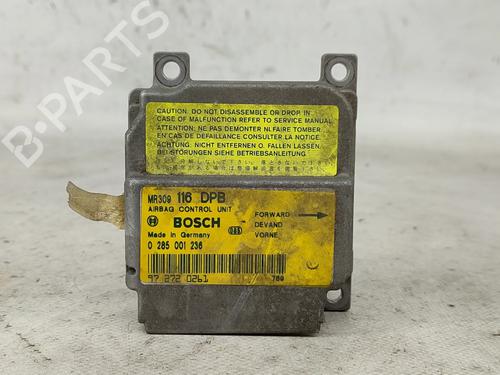 CAUTION: DO NOT DISASSEMBLE OR DROP. IN
CASE OF MALFUNCTION REFER TO SERVICE MANUAL.
ATTENTION: NE PAS DEMONTER NI.FAIRE TOMBER
EN CAS DE DEFAILLANCE CONSULTER LA NOTICE.
ACHTUNG: NICHT ENTFERNEN O. FALLEN LASSEN.
BEI STÖRUNGEN SIEHE BETRIEBSANLEITUNG
MR309 116 DPB
AIRBAG CONTROL UNIT
BOSCH
Made in Germany
0 285 001 236
FORWARD
DEVAND
VORNE
97 272 0261
789
B-PARTS